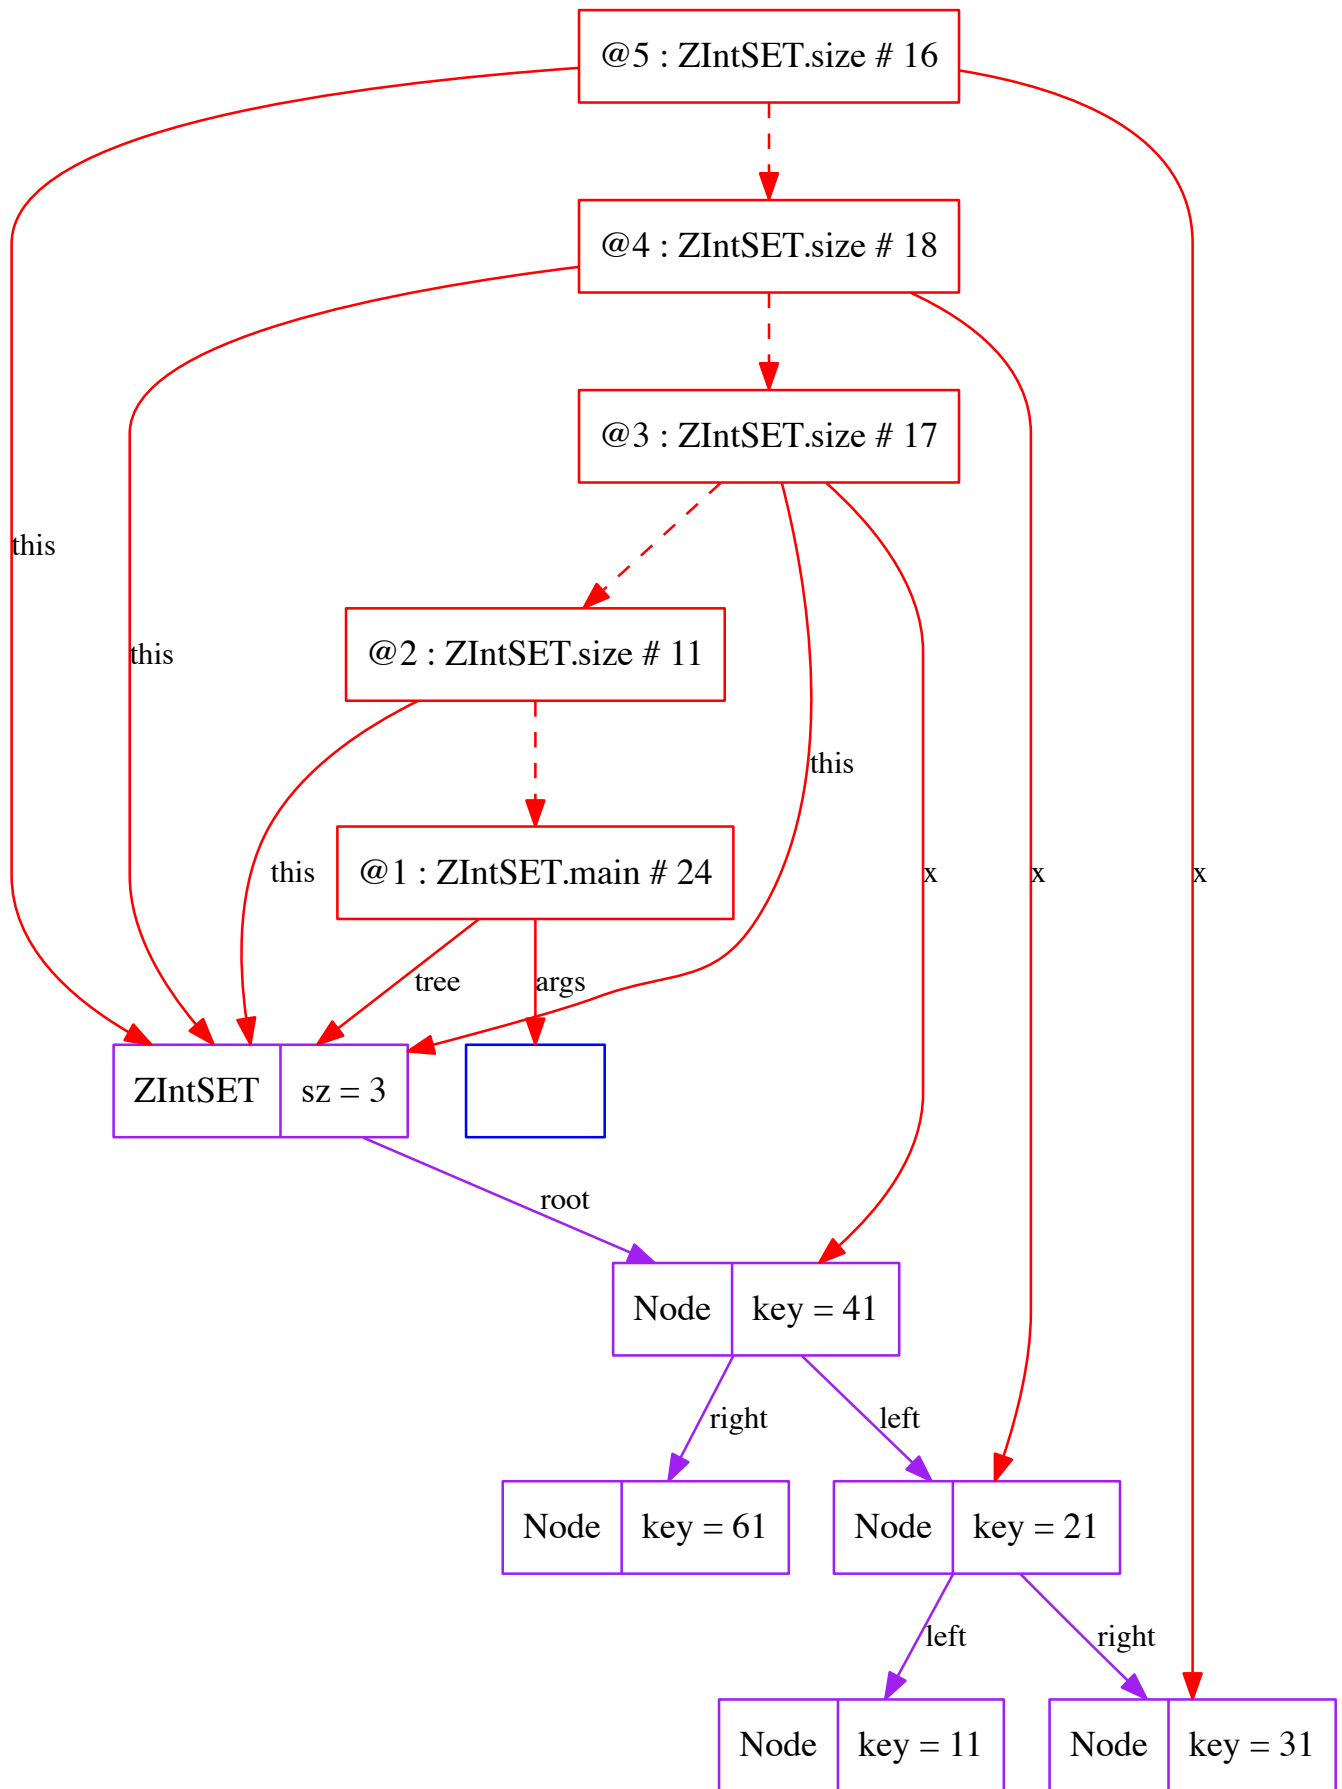 @5 : ZIntSET.size # 16
@4 : ZIntSET.size # 18
@3 : ZIntSET.size # 17
this
@2 : ZIntSET.size # 11
this
this
@1 : ZIntSET.main # 24
this
x
x
x
tree
args
ZIntSET
sz = 3
root
Node
key = 41
right
left
Node
key = 61
Node
key = 21
left
right
Node
key = 11
Node
key = 31